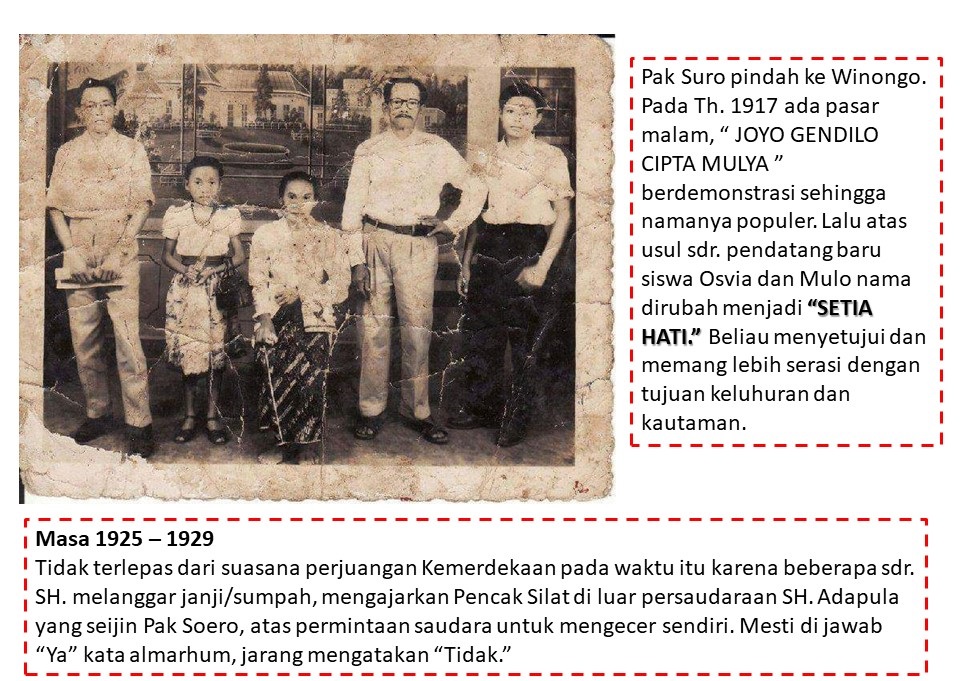 Pak Suro pindah ke Winongo.
Pada Th. 1917 ada pasar
malam, “ JOYO GENDILO
CIPTA MULYA ”
berdemonstrasi sehingga
namanya populer. Lalu atas
usul sdr. pendatang baru
siswa Osvia dan Mulo nama
dirubah menjadi “SETIA
HATI.” Beliau menyetujui dan
memang lebih serasi dengan
tujuan keluhuran dan
kautaman.
Masa 1925 – 1929
Tidak terlepas dari suasana perjuangan Kemerdekaan pada waktu itu karena beberapa sdr.
SH. melanggar janji/sumpah, mengajarkan Pencak Silat di luar persaudaraan SH. Adapula
yang seijin Pak Soero, atas permintaan saudara untuk mengecer sendiri. Mesti di jawab
“Ya” kata almarhum, jarang mengatakan “Tidak.”